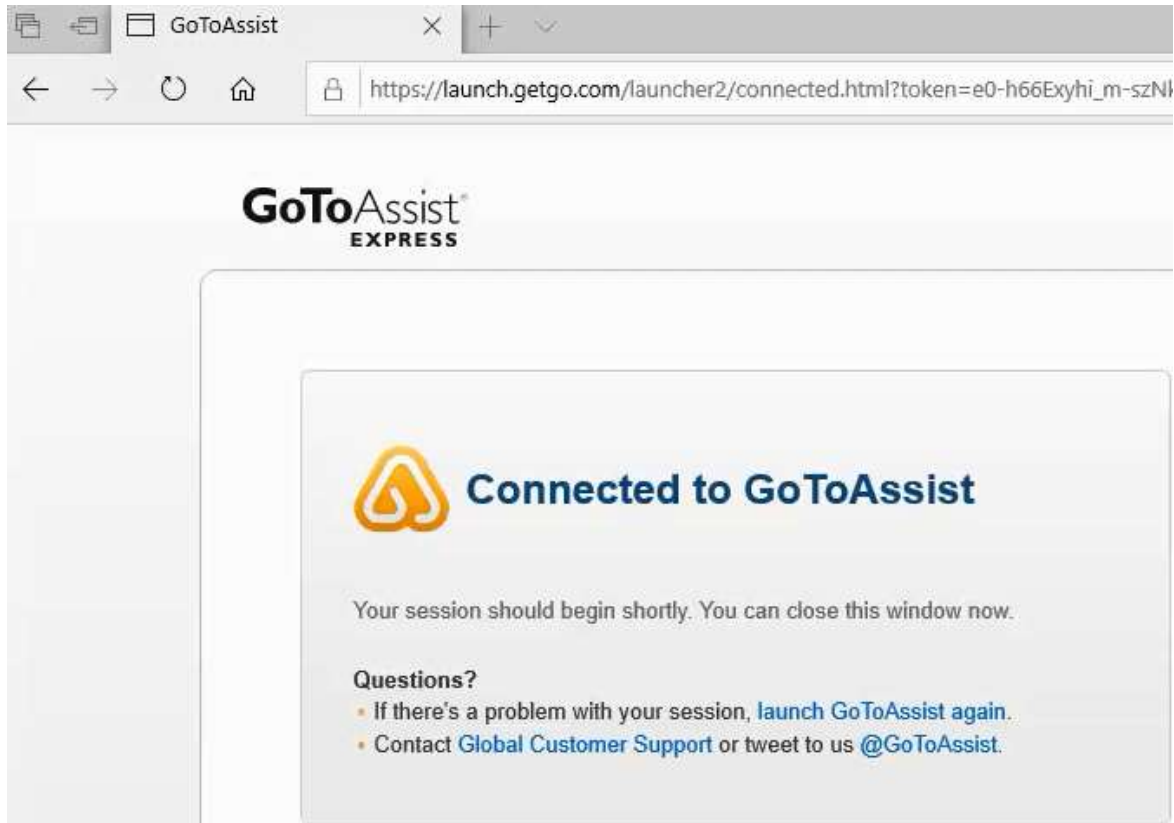 GoToAssist
https://launch.getgo.com/launcher2/connected.html?token=e0-h66Exyhi_m-szNk
GoToAssist®
EXPRESS
Connected to GoToAssist
Your session should begin shortly. You can close this window now.
Questions?
• If there's a problem with your session, launch GoToAssist again.
• Contact Global Customer Support or tweet to us @GoToAssist.